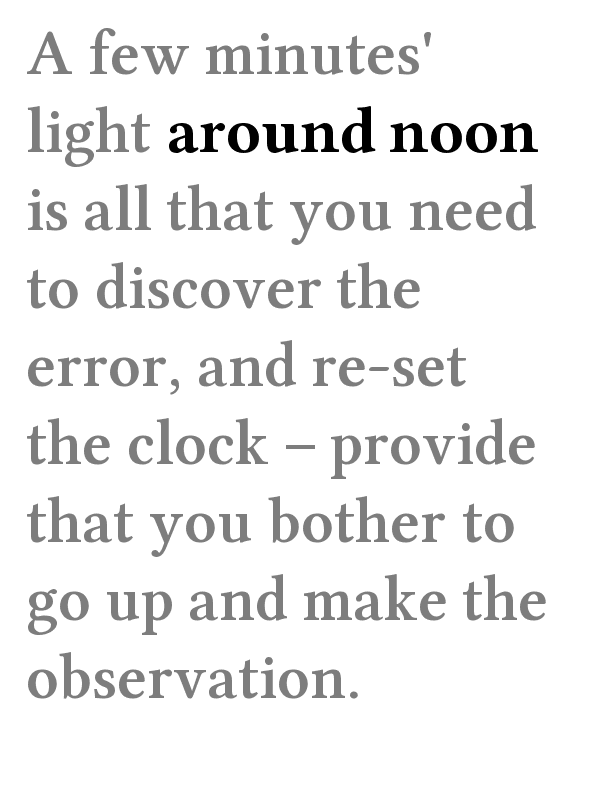 A few minutes'
light around noon
is all that you need
to discover the
error, and re-set
the clock – provide
that you bother to
go up and make the
observation.